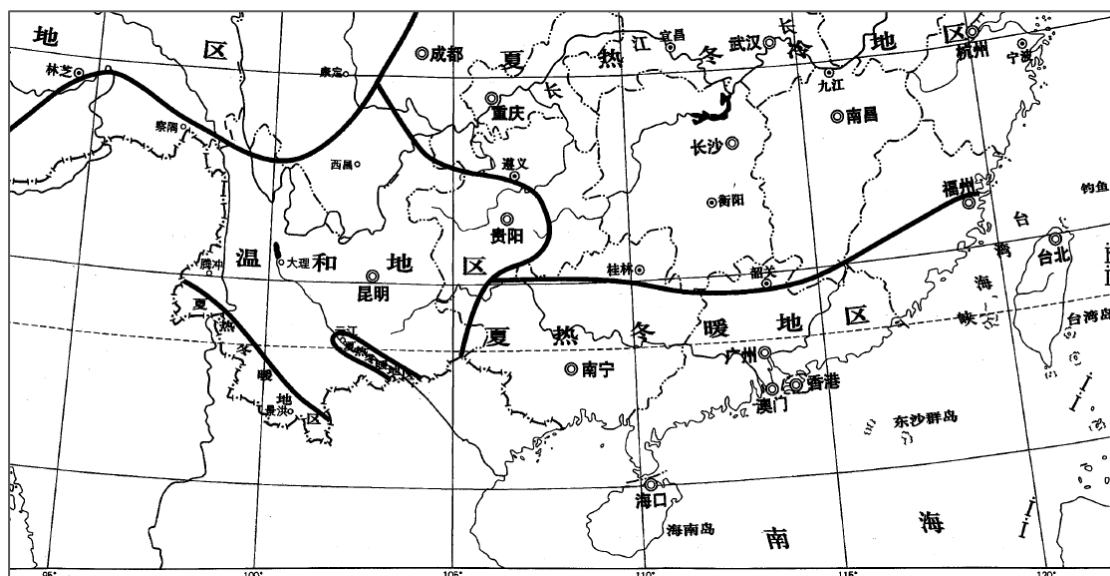 地 区
夏热冬冷地区
长江
长
成都
宜昌
武汉
杭州
宁波
林芝
康定
重庆
九江
南昌
察隅
西昌
遵义
长沙
贵阳
衡阳
福州
钓鱼
温和地区
腾冲
大理
昆明
桂林
韶关
台湾海峡
台北
台湾岛
夏热冬暖地区
元江
夏热冬暖地区
广州
南宁
香港
澳门
景洪
东沙群岛
海口
海南岛
南海
95°
100°
105°
110°
115°
120°